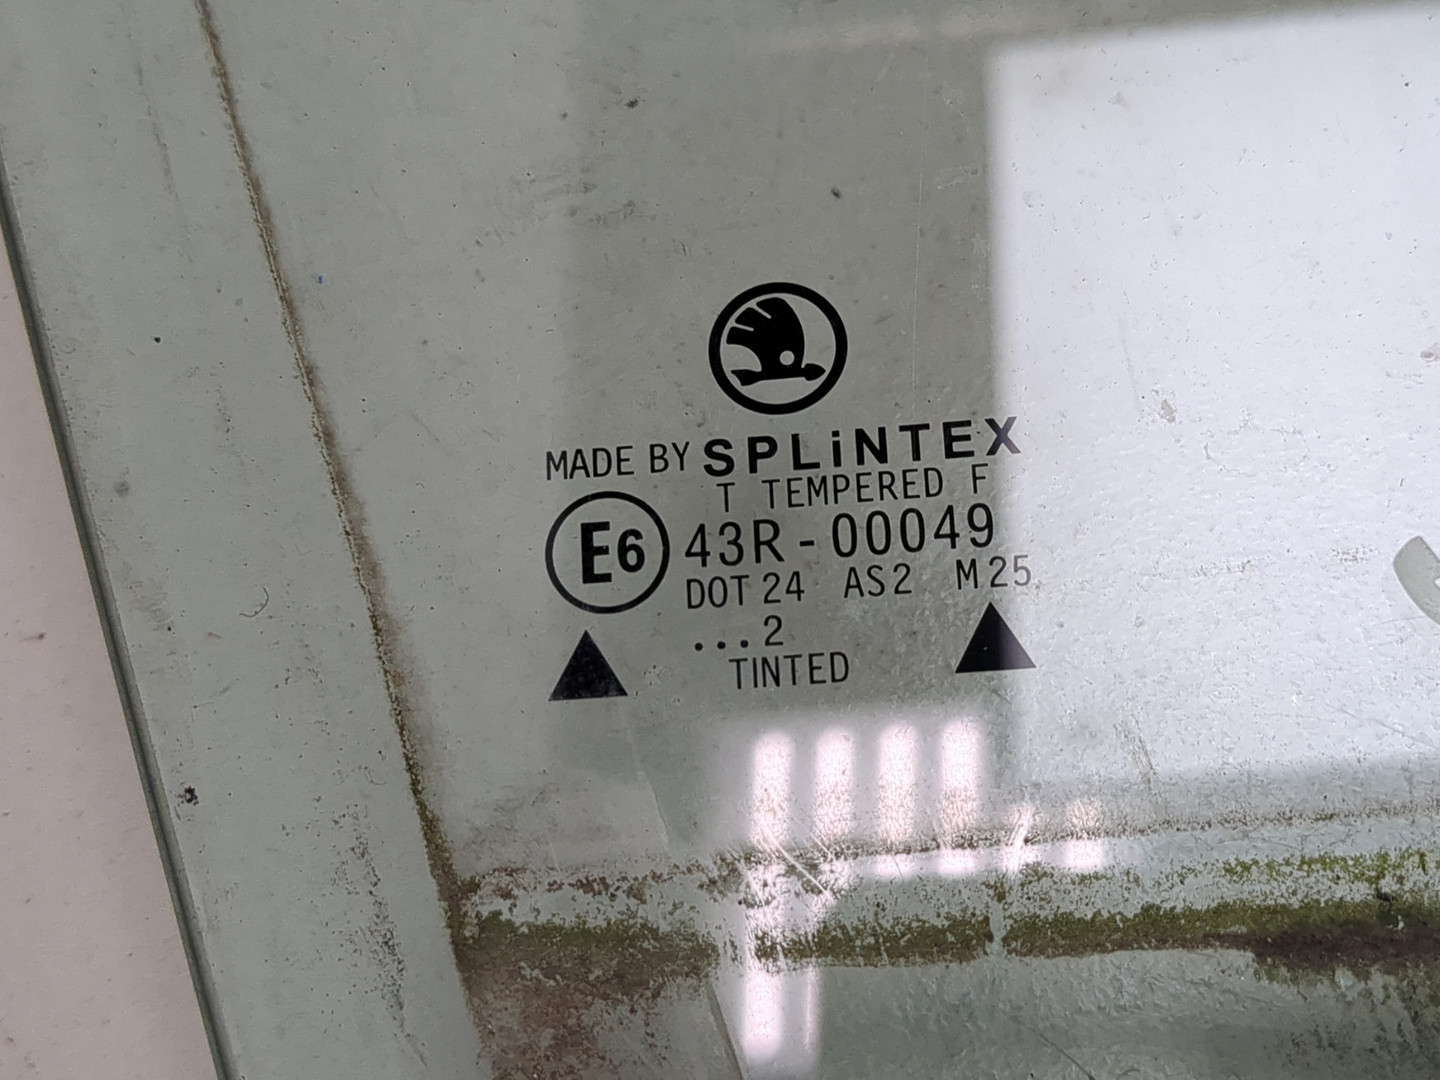 MADE BY SPLiNTEX
T TEMPERED F
E6 43R-00049
DOT 24 AS2 M25
...2
TINTED